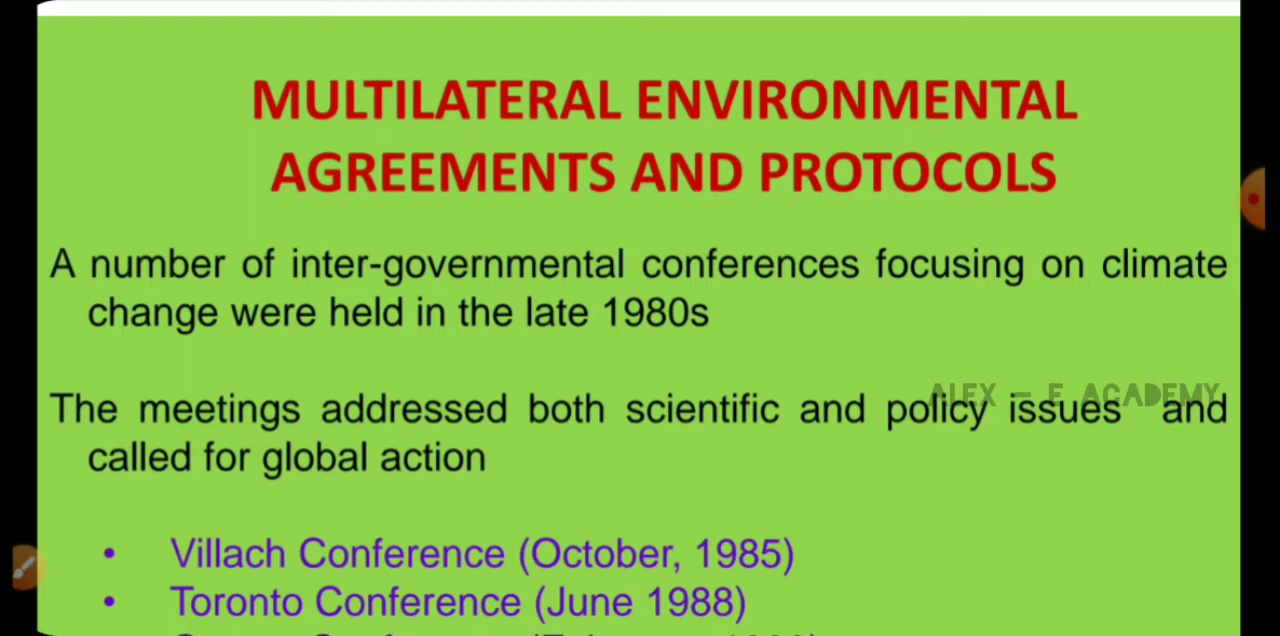 MULTILATERAL ENVIRONMENTAL
AGREEMENTS AND PROTOCOLS
A number of inter-governmental conferences focusing on climate
change were held in the late 1980s
ALEX - E ACADEMY
The meetings addressed both scientific and policy issues and
called for global action
• Villach Conference (October, 1985)
• Toronto Conference (June 1988)